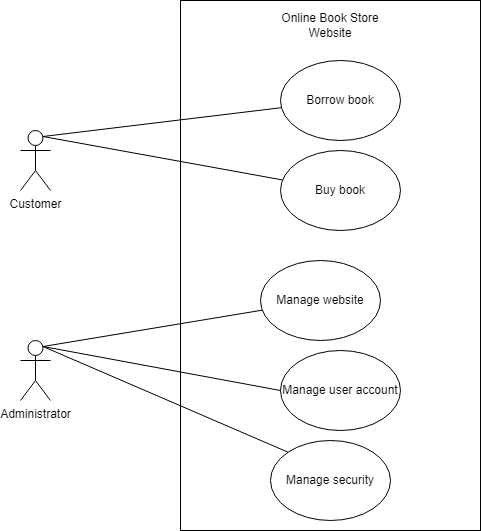 Online Book Store
Website
Borrow book
Buy book
Customer
Manage website
Manage user account
Administrator
Manage security